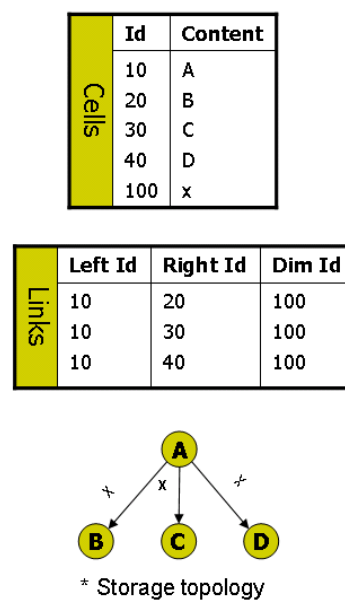 Cells
Id Content
10 A
20 B
30 C
40 D
100 x
Links
Left Id Right Id Dim Id
10 20 100
10 30 100
10 40 100
A
x x x
B C D
* Storage topology